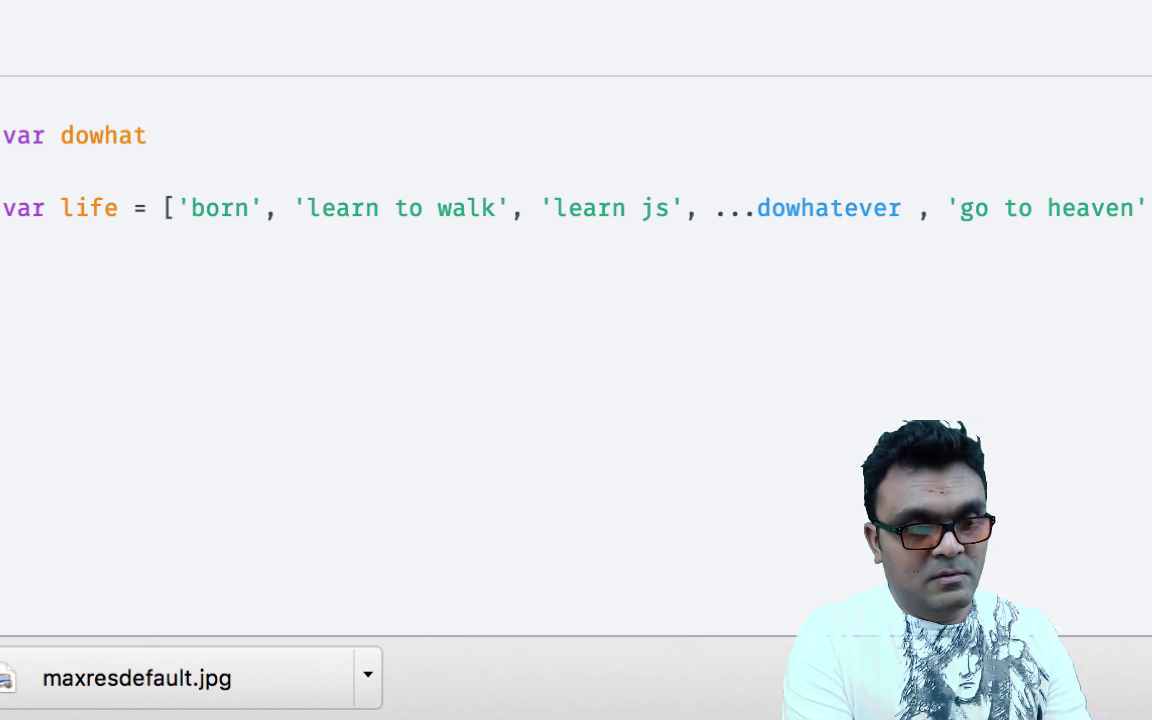 var dowhat
var life = ['born', 'learn to walk', 'learn js', ...dowhatever , 'go to heaven'
maxresdefault.jpg